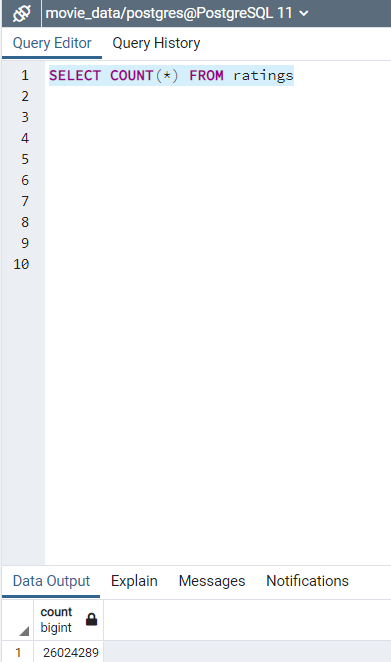 movie_data/postgres@PostgreSQL 11
Query Editor Query History
1 SELECT COUNT(*) FROM ratings
2
3
4
5
6
7
8
9
10
Data Output Explain Messages Notifications
count
bigint
1 26024289